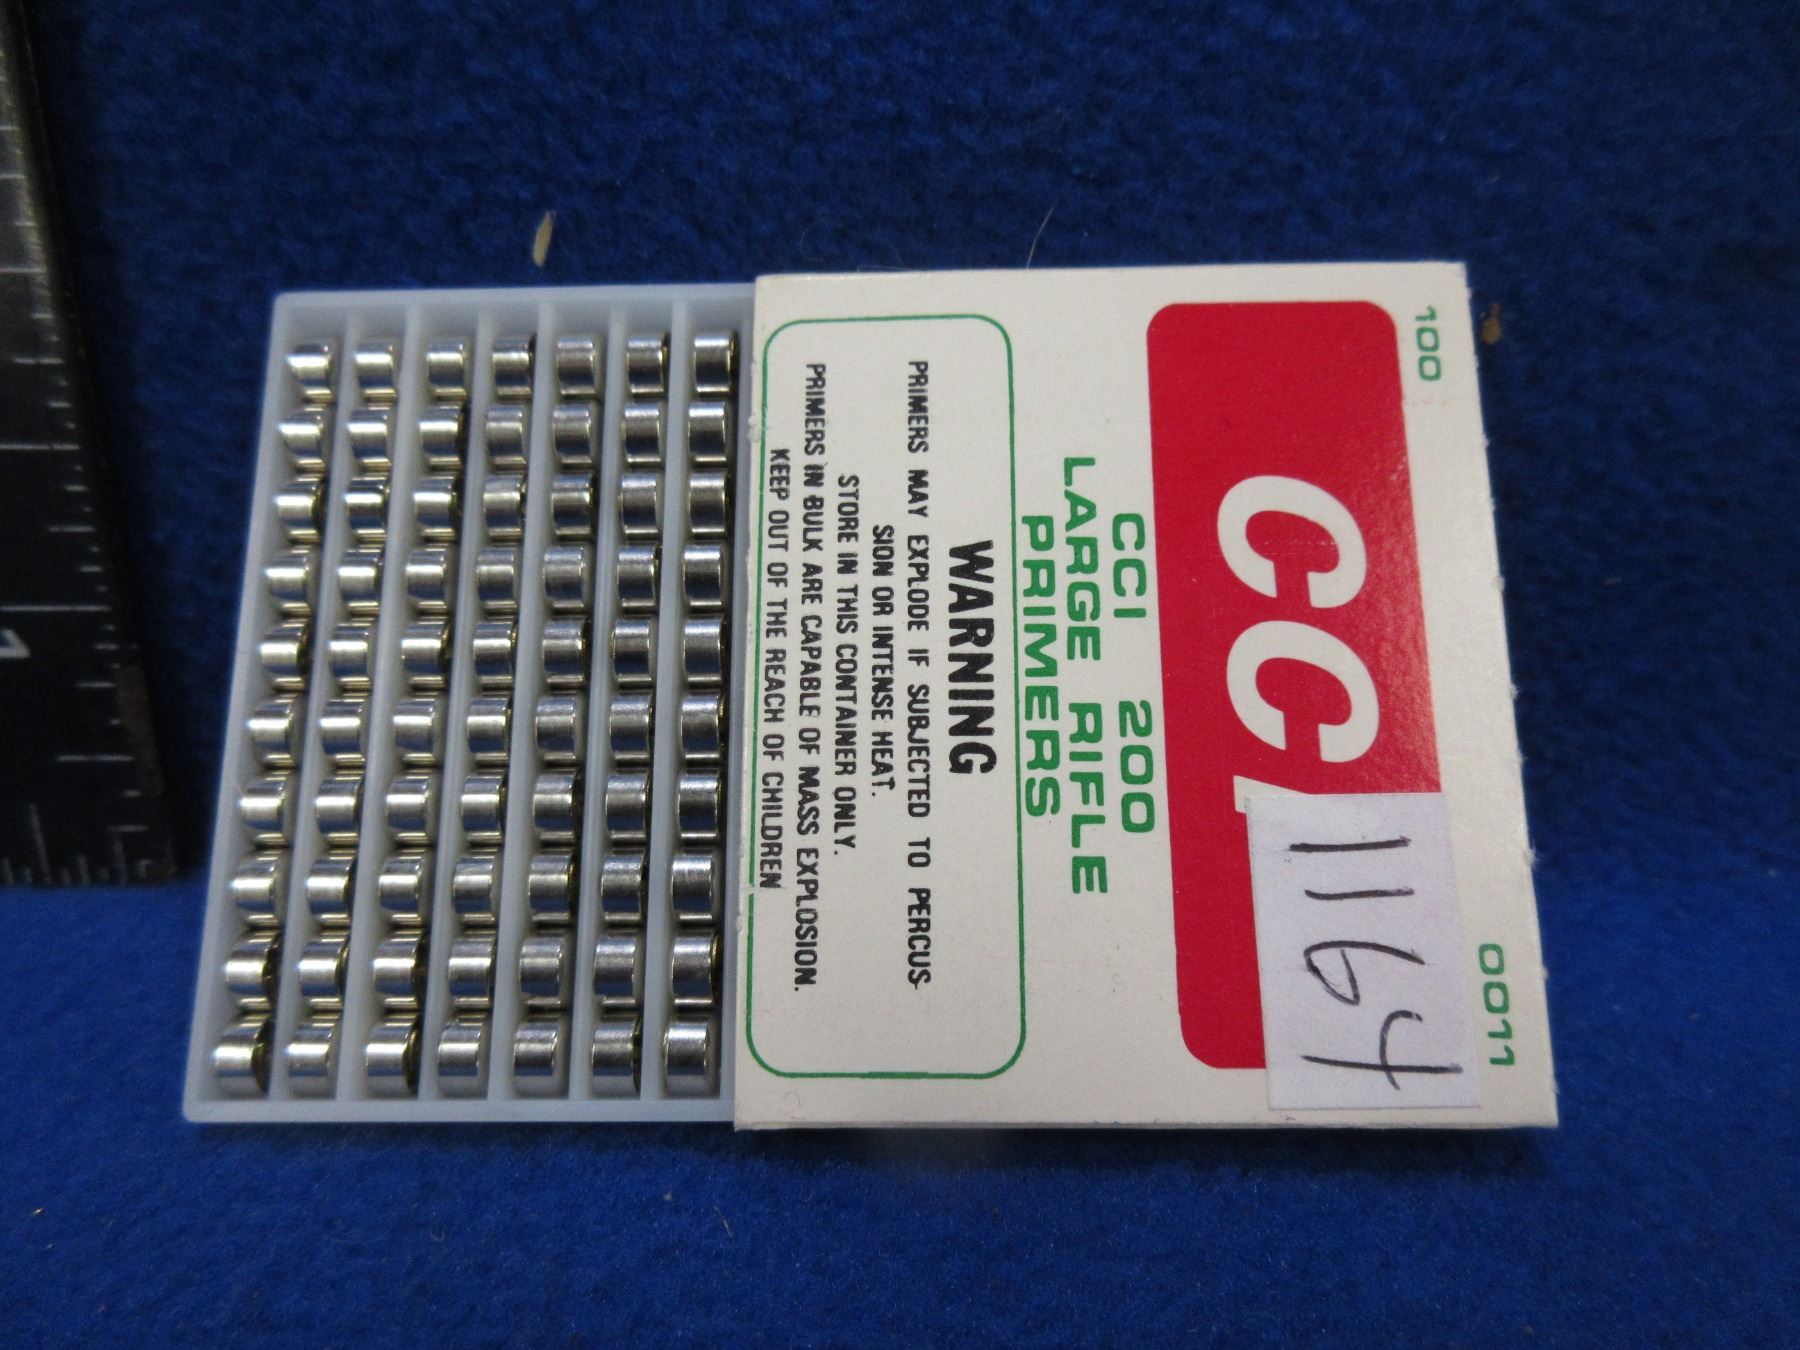 100
0011
CCI
1164
CCI 200
LARGE RIFLE
PRIMERS
WARNING
PRIMERS MAY EXPLODE IF SUBJECTED TO PERCUS-
SION OR INTENSE HEAT.
STORE IN THIS CONTAINER ONLY.
PRIMERS IN BULK ARE CAPABLE OF MASS EXPLOSION.
KEEP OUT OF THE REACH OF CHILDREN